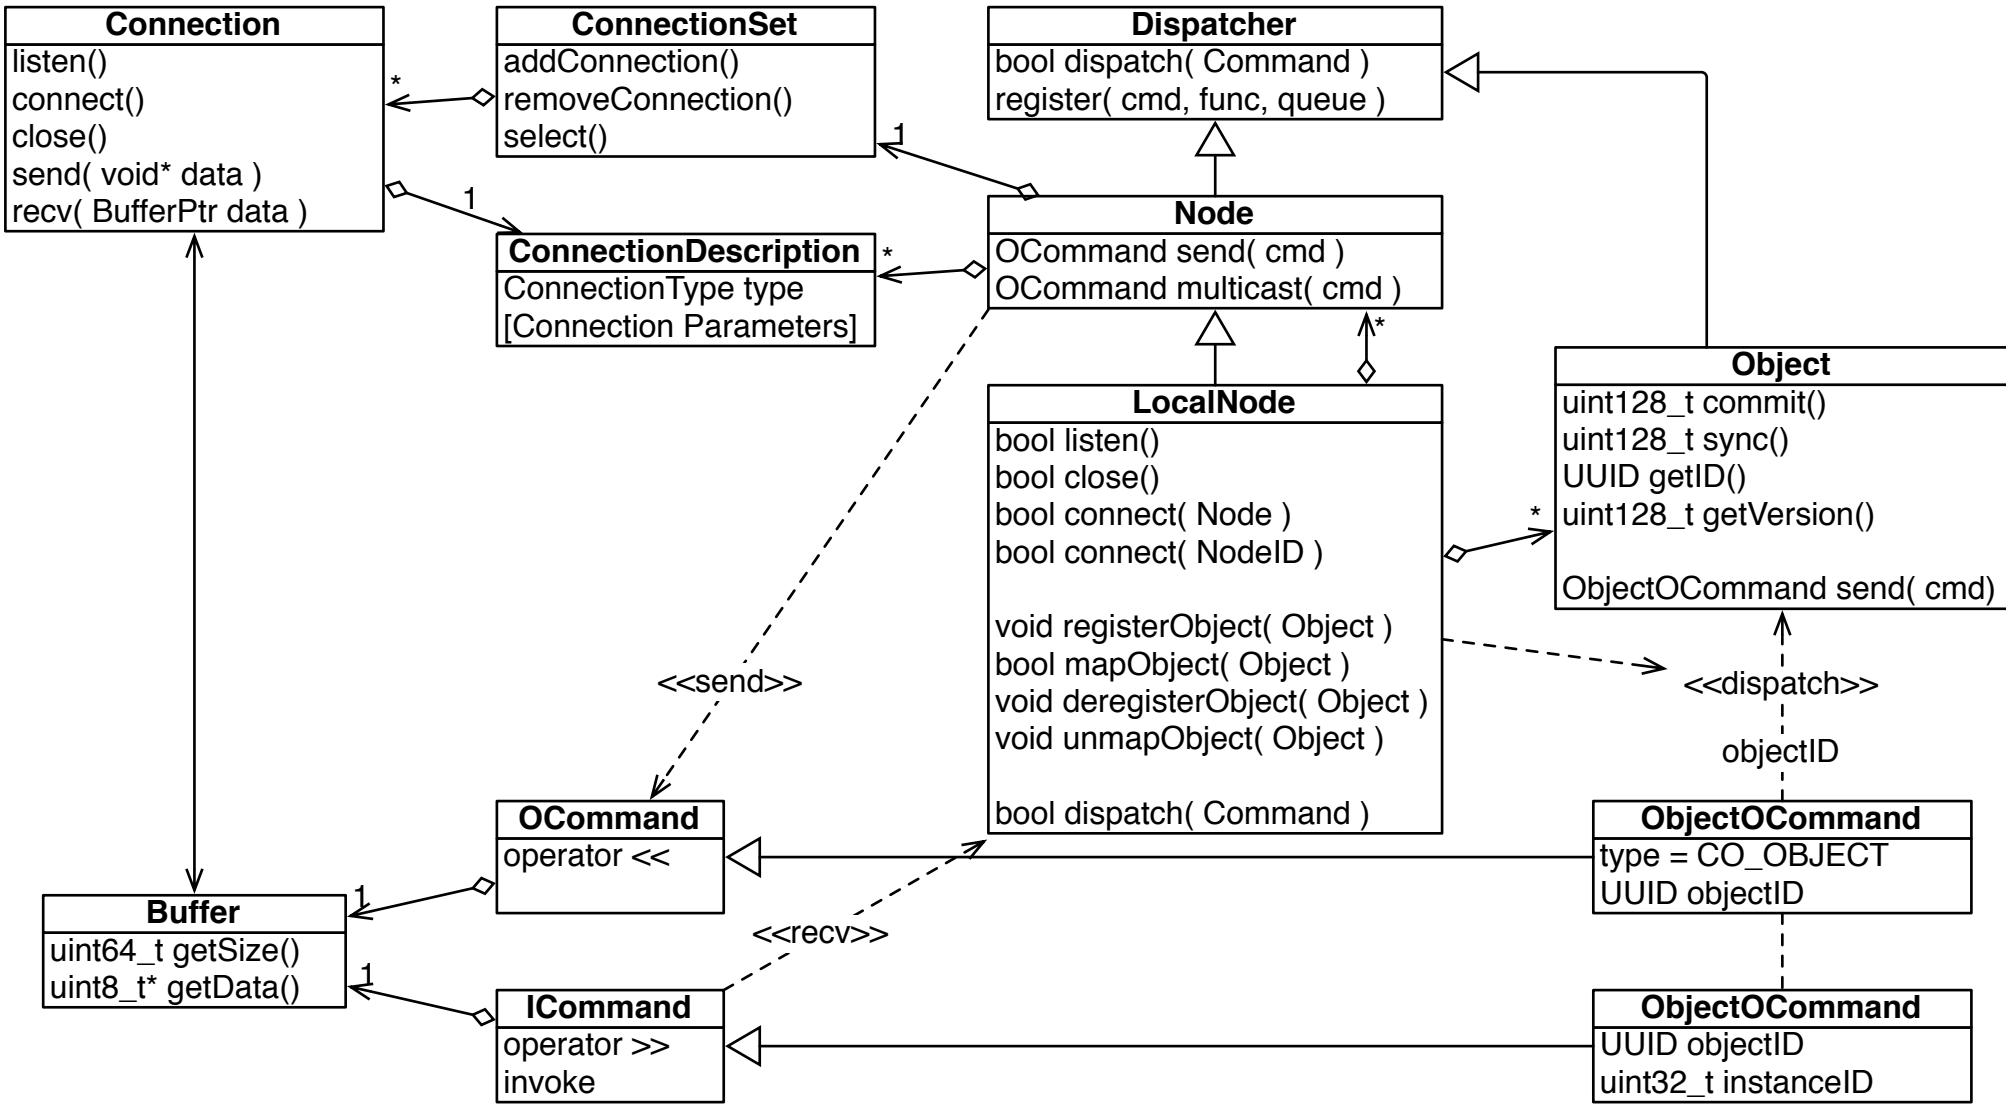 Connection
listen()
connect()
close()
send( void* data )
recv( BufferPtr data )
*
1
ConnectionSet
addConnection()
removeConnection()
select()
1
ConnectionDescription
ConnectionType type
[Connection Parameters]
*
Dispatcher
bool dispatch( Command )
register( cmd, func, queue )
Node
OCommand send( cmd )
OCommand multicast( cmd )
*
LocalNode
bool listen()
bool close()
bool connect( Node )
bool connect( NodeID )
void registerObject( Object )
bool mapObject( Object )
void deregisterObject( Object )
void unmapObject( Object )
bool dispatch( Command )
*
Object
uint128_t commit()
uint128_t sync()
UUID getID()
uint128_t getVersion()
ObjectOCommand send( cmd)
<<send>>
<<dispatch>>
objectID
OCommand
operator <<
1
Buffer
uint64_t getSize()
uint8_t* getData()
1
<<recv>>
ICommand
operator >>
invoke
ObjectOCommand
type = CO_OBJECT
UUID objectID
ObjectOCommand
UUID objectID
uint32_t instanceID